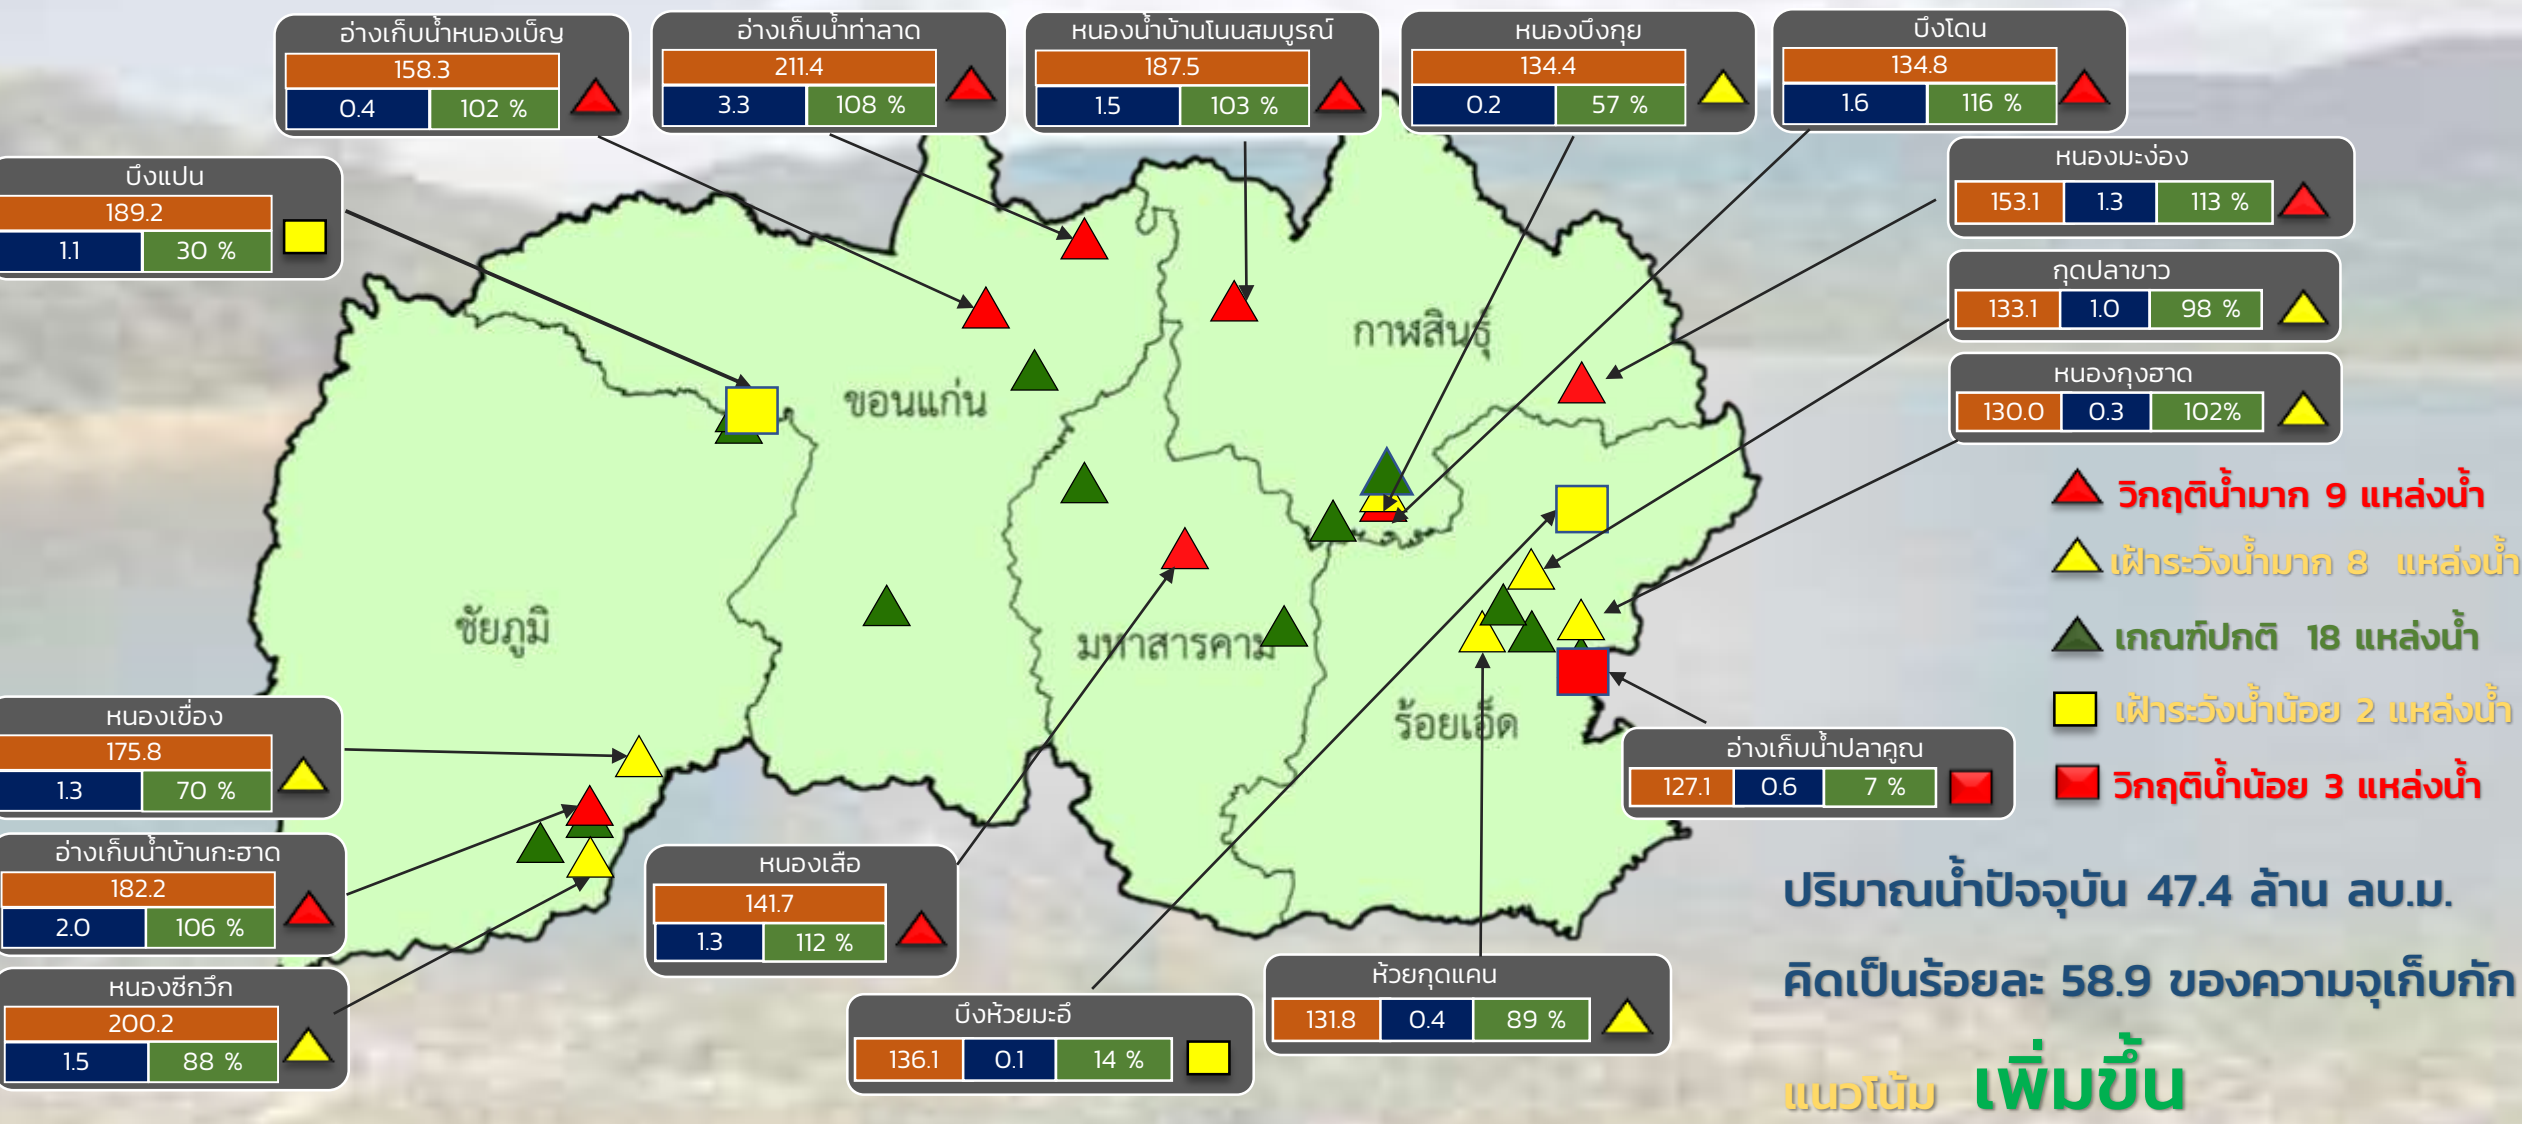 อ่างเก็บน้ำหนองเบ็ญ
158.3
0.4 102 %
อ่างเก็บน้ำท่าลาด
211.4
3.3 108 %
หนองน้ำบ้านโนนสมบูรณ์
187.5
1.5 103 %
หนองบึงกุย
134.4
0.2 57 %
บึงโดน
134.8
1.6 116 %
บึงแปน
189.2
1.1 30 %
หนองมะง่อง
153.1 1.3 113 %
กุดปลาขาว
133.1 1.0 98 %
หนองกุงฮาด
130.0 0.3 102%
กาฬสินธุ์
ขอนแก่น
ชัยภูมิ
มหาสารคาม
ร้อยเอ็ด
วิกฤติน้ำมาก 9 แหล่งน้ำ
เฝ้าระวังน้ำมาก 8 แหล่งน้ำ
เกณฑ์ปกติ 18 แหล่งน้ำ
เฝ้าระวังน้ำน้อย 2 แหล่งน้ำ
วิกฤติน้ำน้อย 3 แหล่งน้ำ
หนองเขื่อง
175.8
1.3 70 %
อ่างเก็บน้ำบ้านกะฮาด
182.2
2.0 106 %
หนองซีกวึก
200.2
1.5 88 %
หนองเสือ
141.7
1.3 112 %
บึงห้วยมะอึ
136.1 0.1 14 %
ห้วยกุดแคน
131.8 0.4 89 %
อ่างเก็บน้ำปลาคูณ
127.1 0.6 7 %
ปริมาณน้ำปัจจุบัน 47.4 ล้าน ลบ.ม.
คิดเป็นร้อยละ 58.9 ของความจุเก็บกัก
แนวโน้ม เพิ่มขึ้น